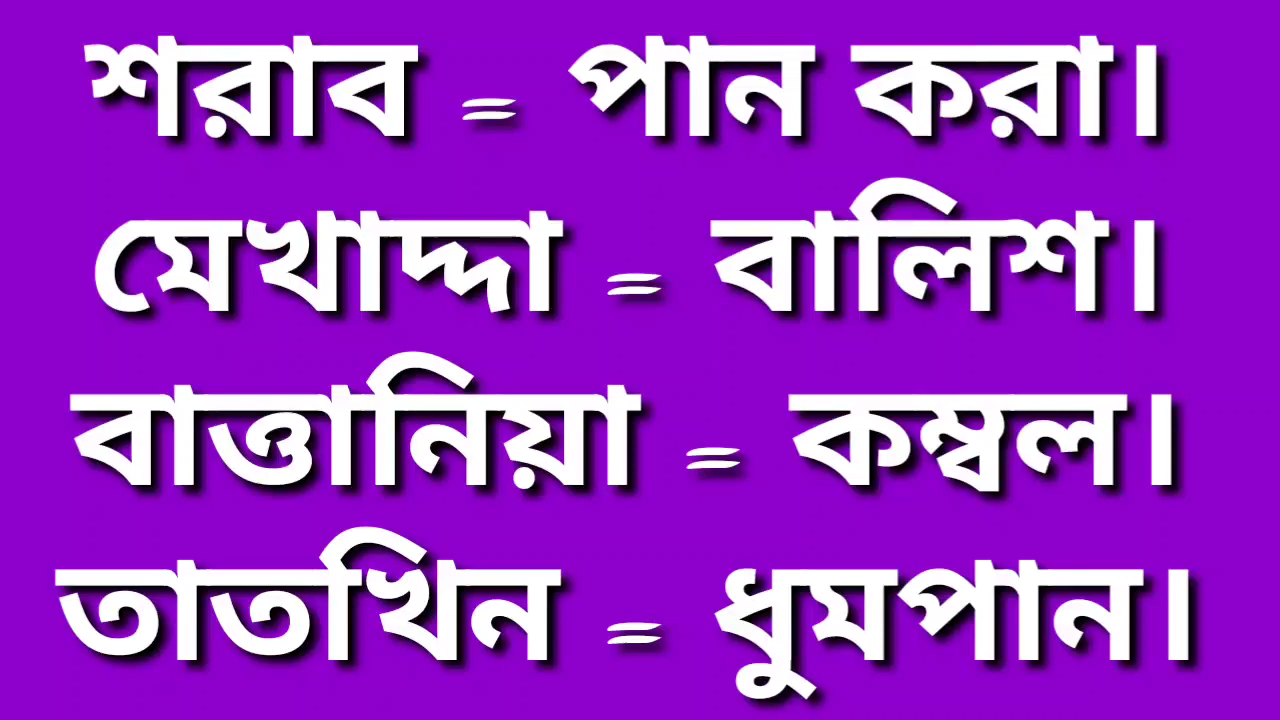 শরাব = পান করা।
মেখাদ্দা = বালিশ।
বাত্তানিয়া = কম্বল।
তাতখিন = ধুমপান।